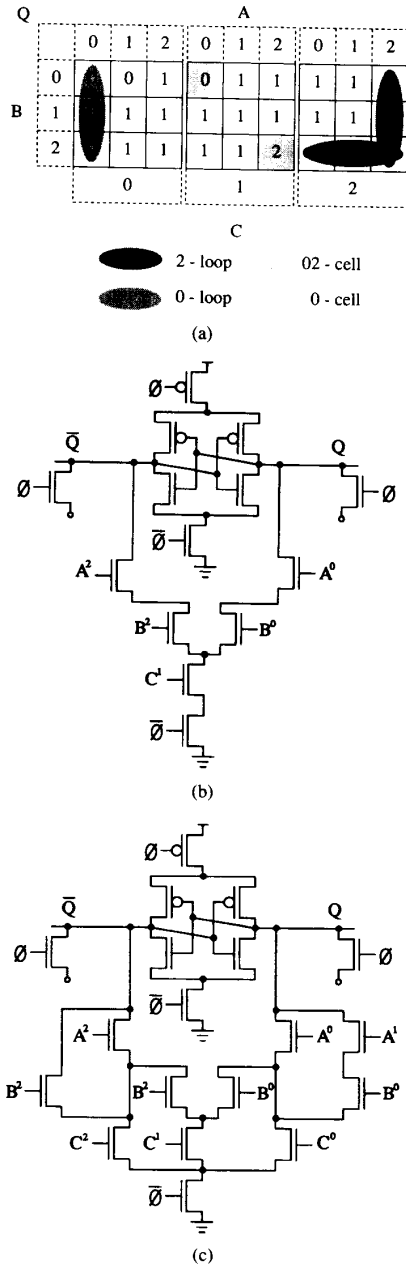 Q A
0 1 2 0 1 2 0 1 2
0 0 1 0 1 1 1 1
B 1 1 1 1 1 1 1 1
2 1 1 1 1 2
0 1 2
C
2 - loop 02 - cell
0 - loop 0 - cell
(a)
Ø
Q̅ Q
Ø Ø
Ø̅
A² A⁰
B² B⁰
C¹
Ø̅
(b)
Ø
Q̅ Q
Ø Ø
Ø̅
A² A⁰ A¹
B² B² B⁰ B⁰
C² C¹ C⁰
Ø̅
(c)